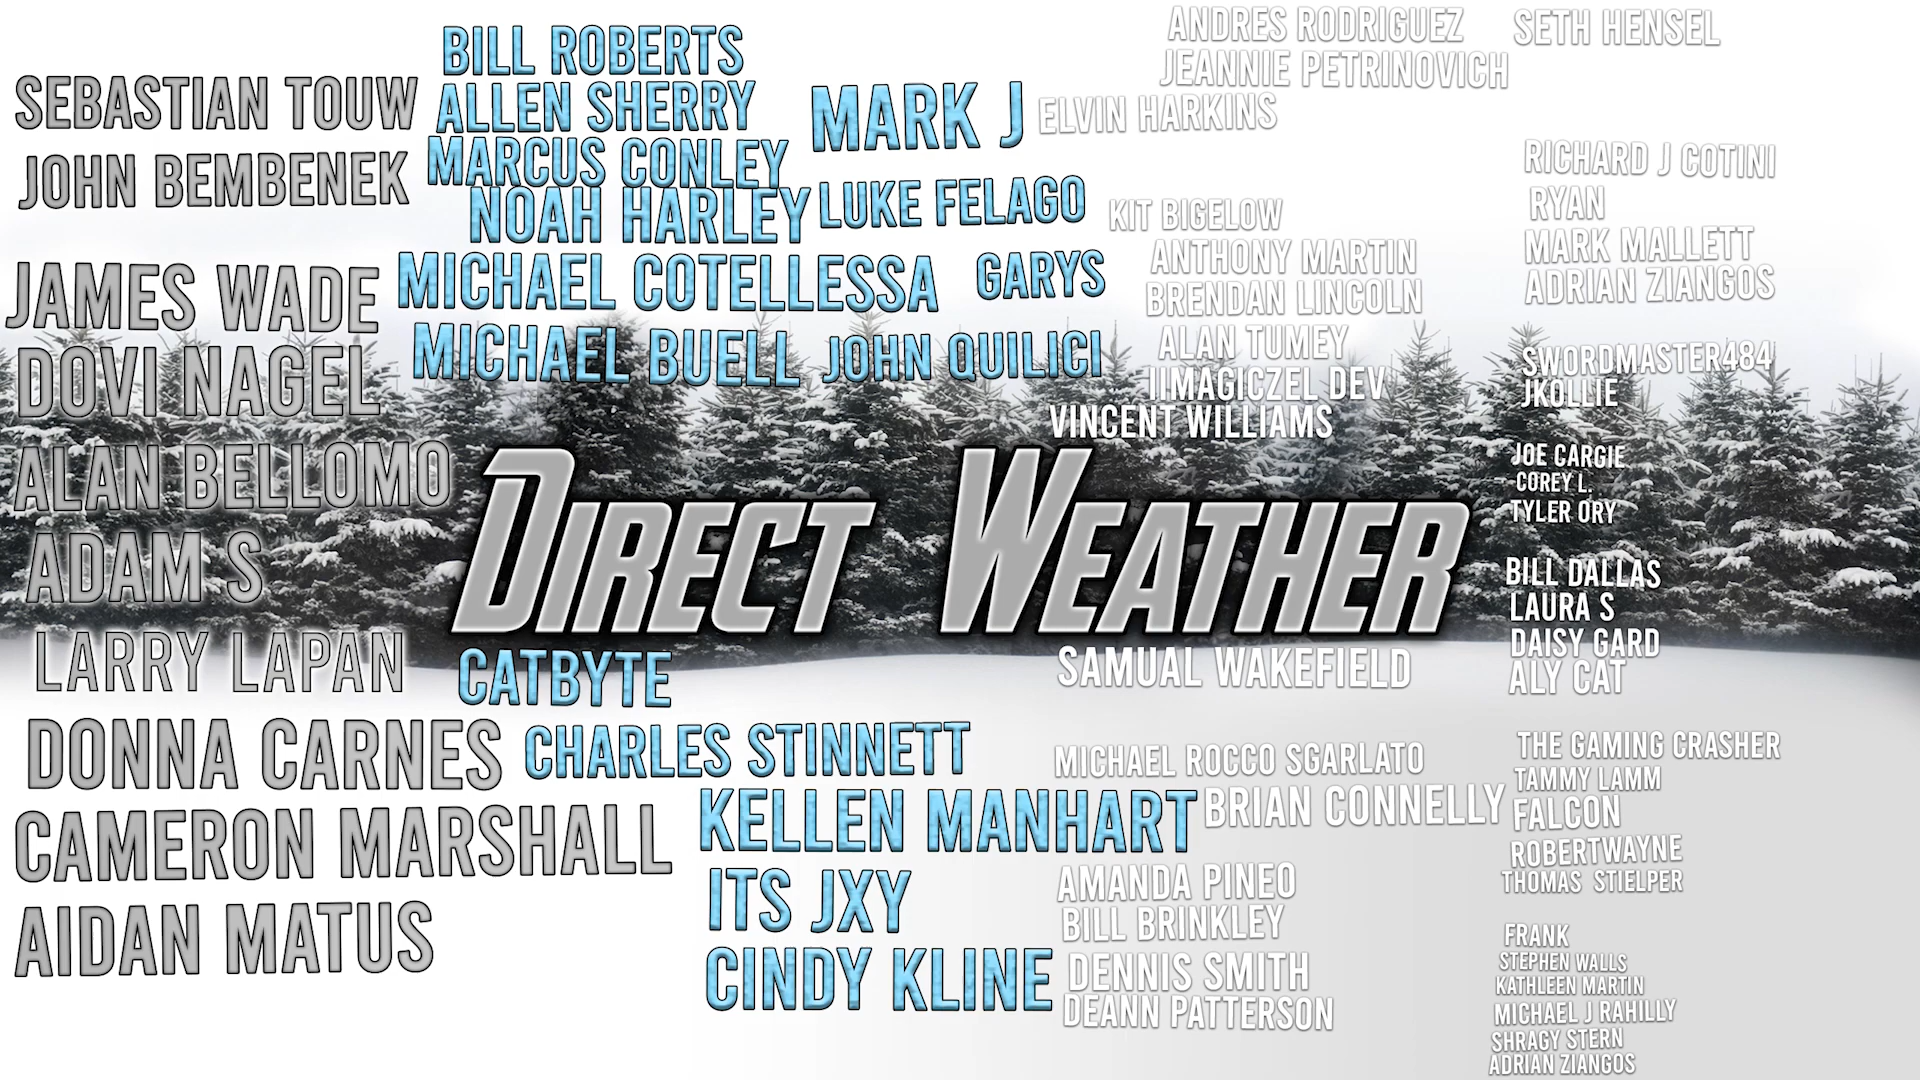 SEBASTIAN TOUW
JOHN BEMBENEK
JAMES WADE
DOVI NAGEL
ALAN BELLOMO
ADAM S
LARRY LAPAN
DONNA CARNES
CAMERON MARSHALL
AIDAN MATUS
BILL ROBERTS
ALLEN SHERRY
MARCUS CONLEY
NOAH HARLEY
MICHAEL COTELLESSA
MICHAEL BUELL
MARK J
LUKE FELAGO
GARYS
JOHN QUILICI
DIRECT WEATHER
CATBYTE
CHARLES STINNETT
KELLEN MANHART
ITS JXY
CINDY KLINE
ANDRES RODRIGUEZ
JEANNIE PETRINOVICH
ELVIN HARKINS
KIT BIGELOW
ANTHONY MARTIN
BRENDAN LINCOLN
ALAN TUMEY
IIMAGICZEL DEV
VINCENT WILLIAMS
SAMUAL WAKEFIELD
MICHAEL ROCCO SGARLATO
BRIAN CONNELLY
AMANDA PINEO
BILL BRINKLEY
DENNIS SMITH
DEANN PATTERSON
SETH HENSEL
RICHARD J COTINI
RYAN
MARK MALLETT
ADRIAN ZIANGOS
SWORDMASTER484
JKOLLIE
JOE CARGIE
COREY L.
TYLER ORY
BILL DALLAS
LAURA S
DAISY GARD
ALY CAT
THE GAMING CRASHER
TAMMY LAMM
FALCON
ROBERTWAYNE
THOMAS STIELPER
FRANK
STEPHEN WALLS
KATHLEEN MARTIN
MICHAEL J RAHILLY
SHRAGY STERN
ADRIAN ZIANGOS